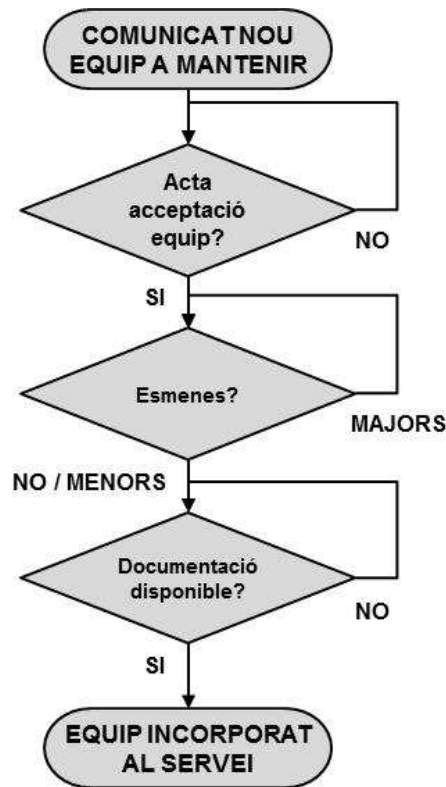 COMUNICAT NOU
EQUIP A MANTENIR
Acta
acceptació
equip?
NO
SI
Esmenes?
MAJORS
NO / MENORS
Documentació
disponible?
NO
SI
EQUIP INCORPORAT
AL SERVEI